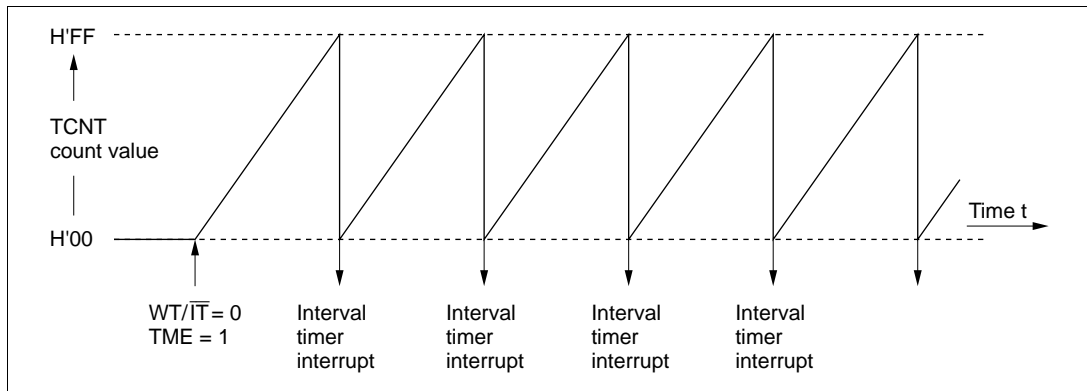 H'FF
TCNT
count value
H'00
Time t
WT/I̅T̅ = 0
TME = 1
Interval
timer
interrupt
Interval
timer
interrupt
Interval
timer
interrupt
Interval
timer
interrupt